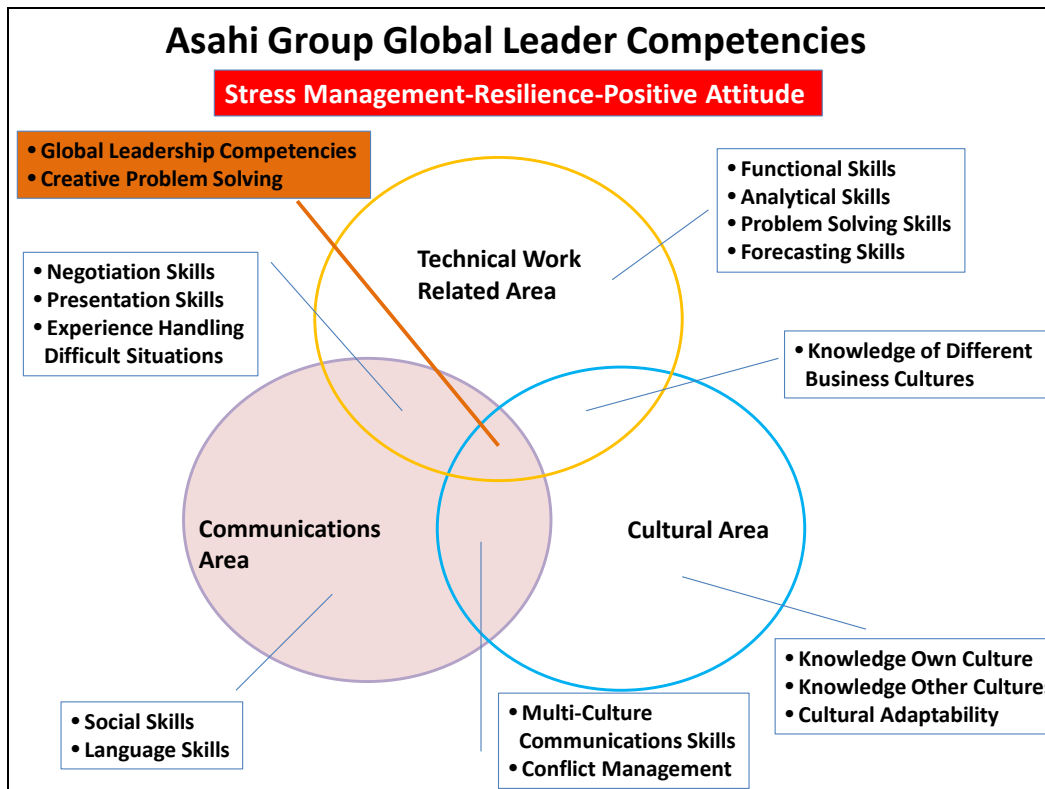 Asahi Group Global Leader Competencies
Stress Management-Resilience-Positive Attitude
• Global Leadership Competencies
• Creative Problem Solving
• Functional Skills
• Analytical Skills
• Problem Solving Skills
• Forecasting Skills
Technical Work
Related Area
• Negotiation Skills
• Presentation Skills
• Experience Handling
Difficult Situations
• Knowledge of Different
Business Cultures
Communications
Area
Cultural Area
• Knowledge Own Culture
• Knowledge Other Cultures
• Cultural Adaptability
• Social Skills
• Language Skills
• Multi-Culture
Communications Skills
• Conflict Management